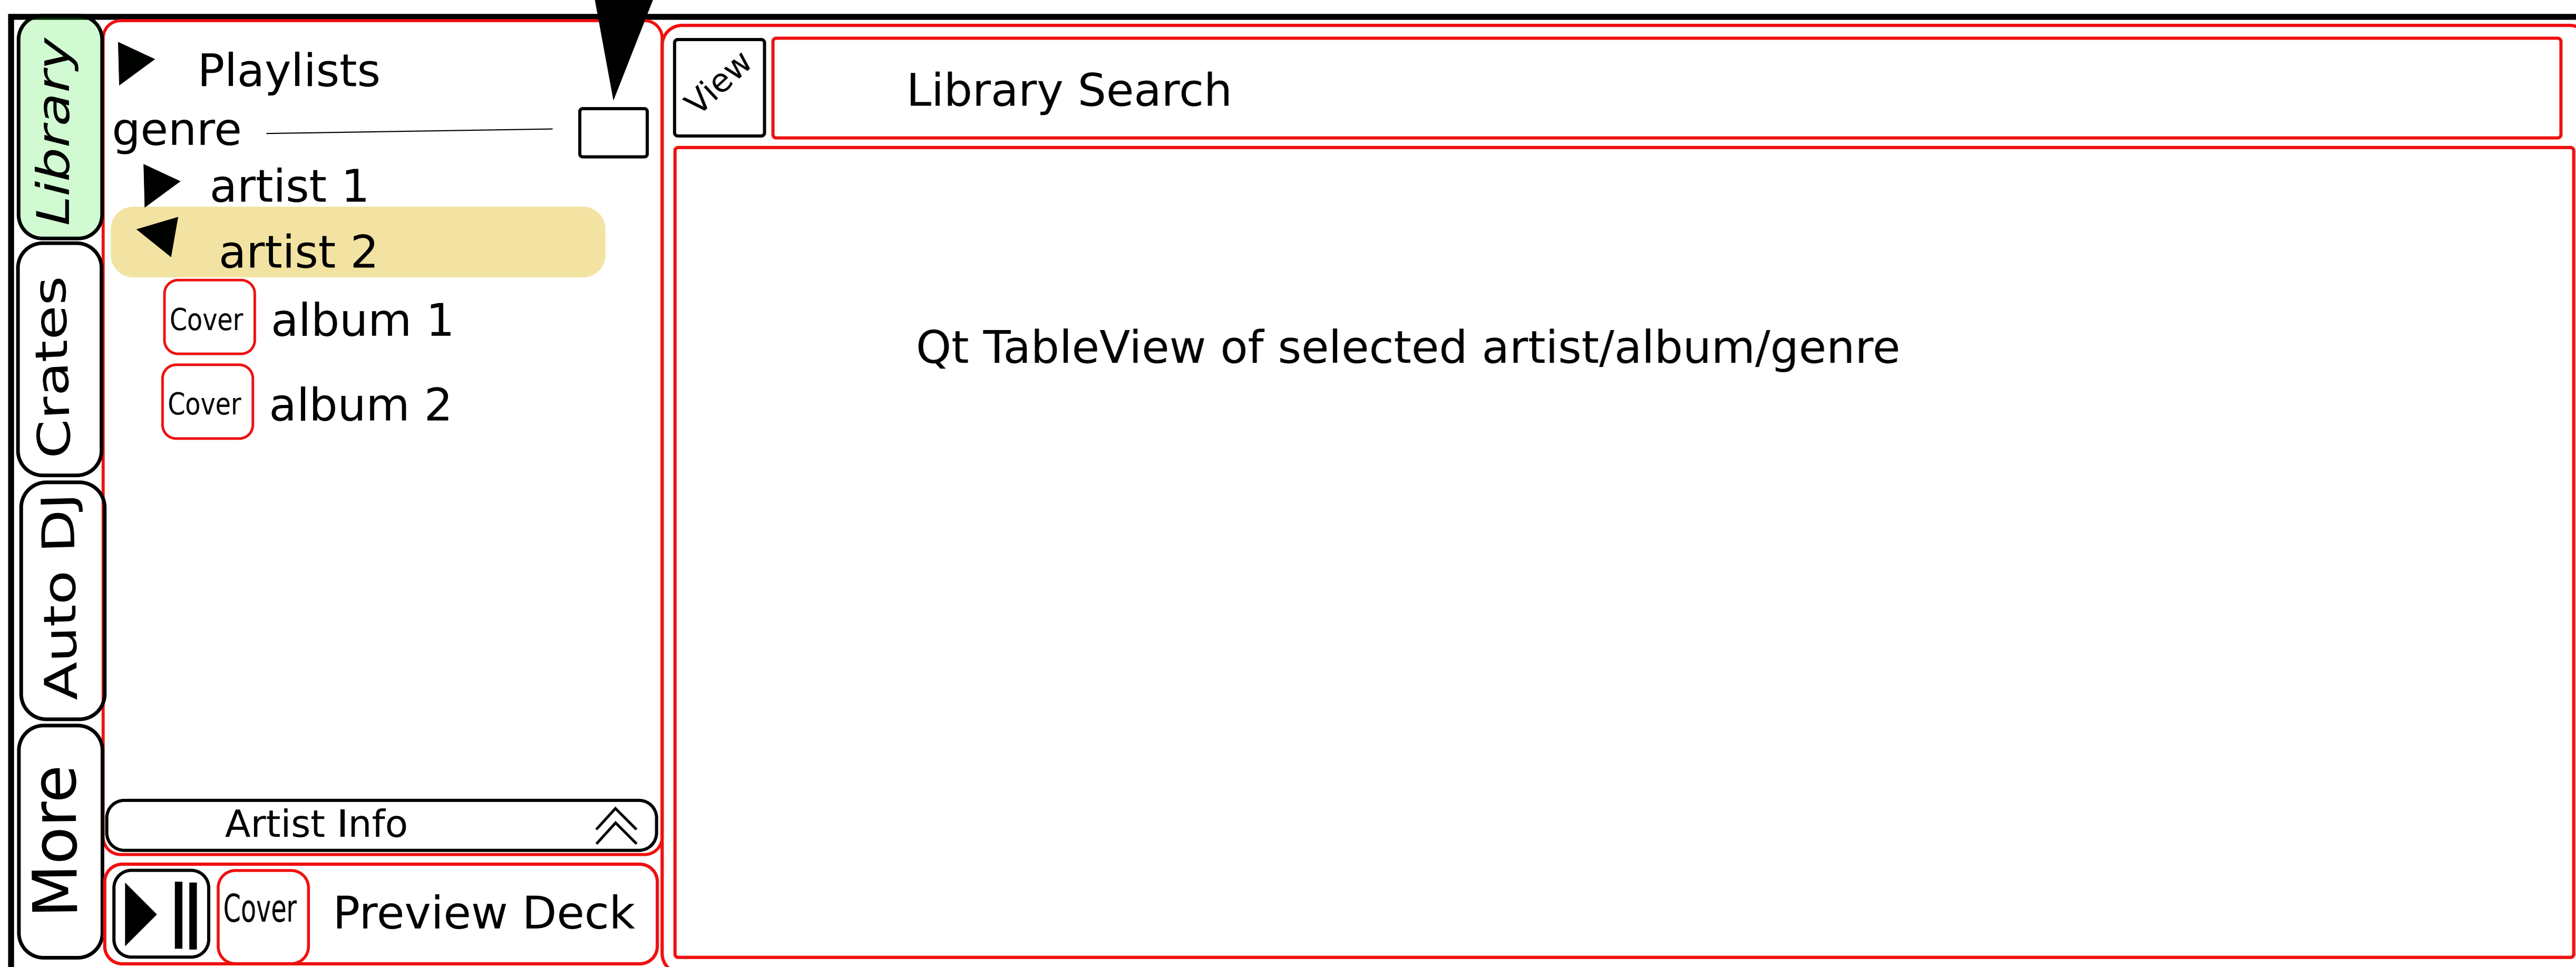 Library
Crates
Auto DJ
More
Playlists
genre
artist 1
artist 2
Cover album 1
Cover album 2
Artist Info
Cover Preview Deck
View
Library Search
Qt TableView of selected artist/album/genre